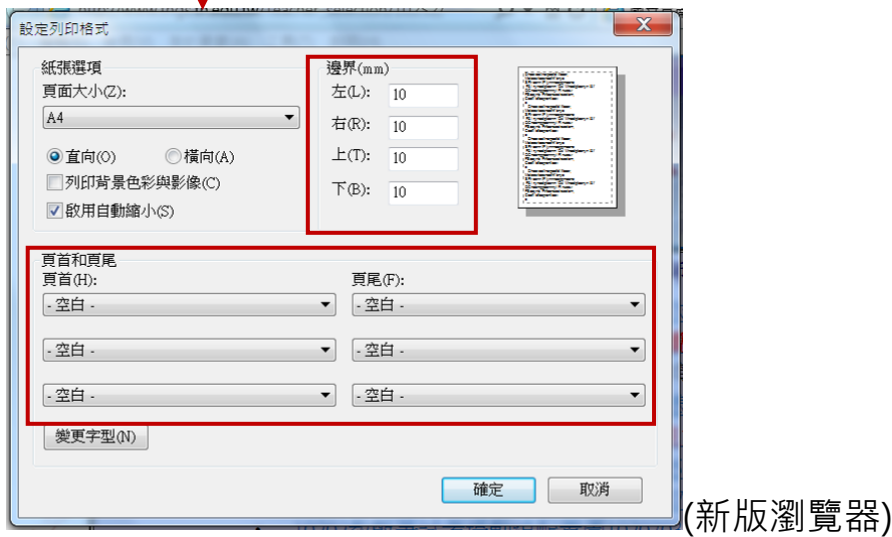 設定列印格式
紙張選項
頁面大小(Z):
A4
直向(O) 橫向(A)
列印背景色彩與影像(C)
啟用自動縮小(S)
邊界(mm)
左(L): 10
右(R): 10
上(T): 10
下(B): 10
頁首和頁尾
頁首(H): 頁尾(F):
- 空白 - - 空白 -
- 空白 - - 空白 -
- 空白 - - 空白 -
變更字型(N)
確定 取消
(新版瀏覽器)